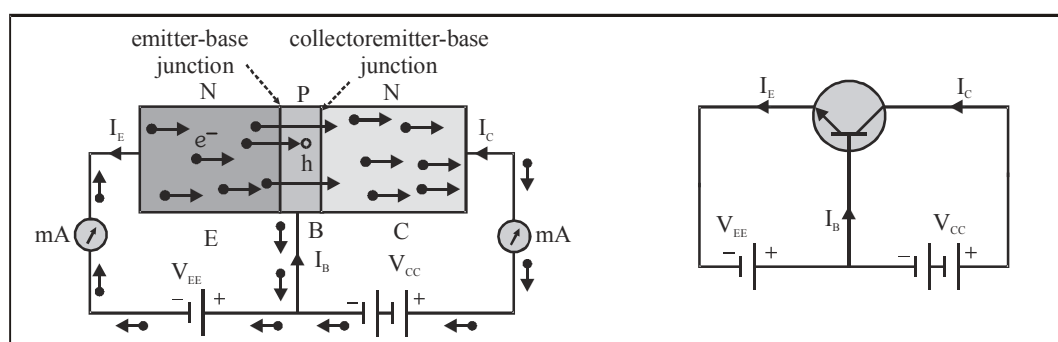 emitter-base
junction
collectoremitter-base
junction
N P N
I_E
e⁻
h
I_C
mA
mA
E B C
I_B
V_EE
V_CC
− +
− +
I_E
I_C
I_B
V_EE
V_CC
− +
− +